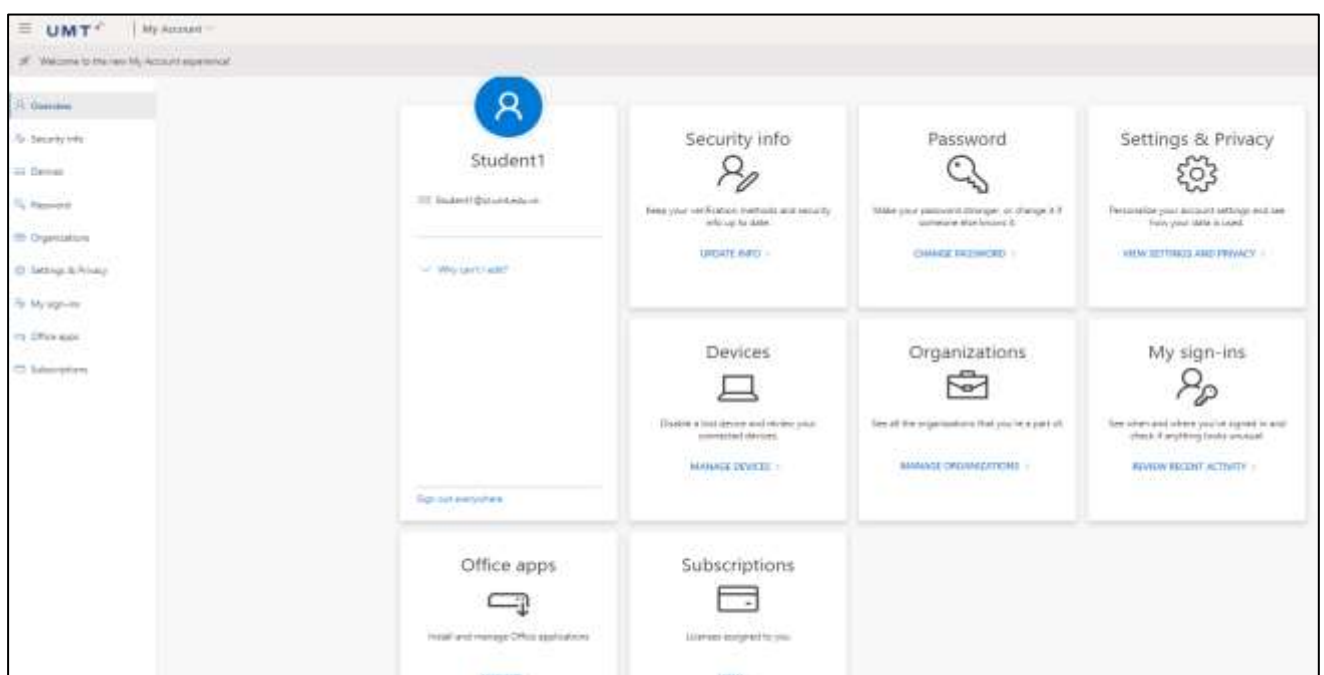 UMT
My Account
Welcome to the new My Account experience!
Overview
Security info
Devices
Password
Organizations
Settings & Privacy
My sign-ins
Office apps
Subscriptions
Student1
Student1@st.umt.edu.vn
Why can't I edit?
Sign out everywhere
Security info
Keep your verification methods and security
info up to date.
UPDATE INFO >
Password
Make your password stronger, or change it if
someone else knows it.
CHANGE PASSWORD >
Settings & Privacy
Personalize your account settings and see
how your data is used.
VIEW SETTINGS AND PRIVACY >
Devices
Disable a lost device and review your
connected devices.
MANAGE DEVICES >
Organizations
See all the organizations that you're a part of.
MANAGE ORGANIZATIONS >
My sign-ins
See when and where you've signed in and
check if anything looks unusual.
REVIEW RECENT ACTIVITY >
Office apps
Install and manage Office applications
Subscriptions
Licenses assigned to you